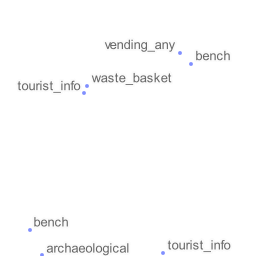 vending_any
bench
waste_basket
tourist_info
bench
tourist_info
archaeological